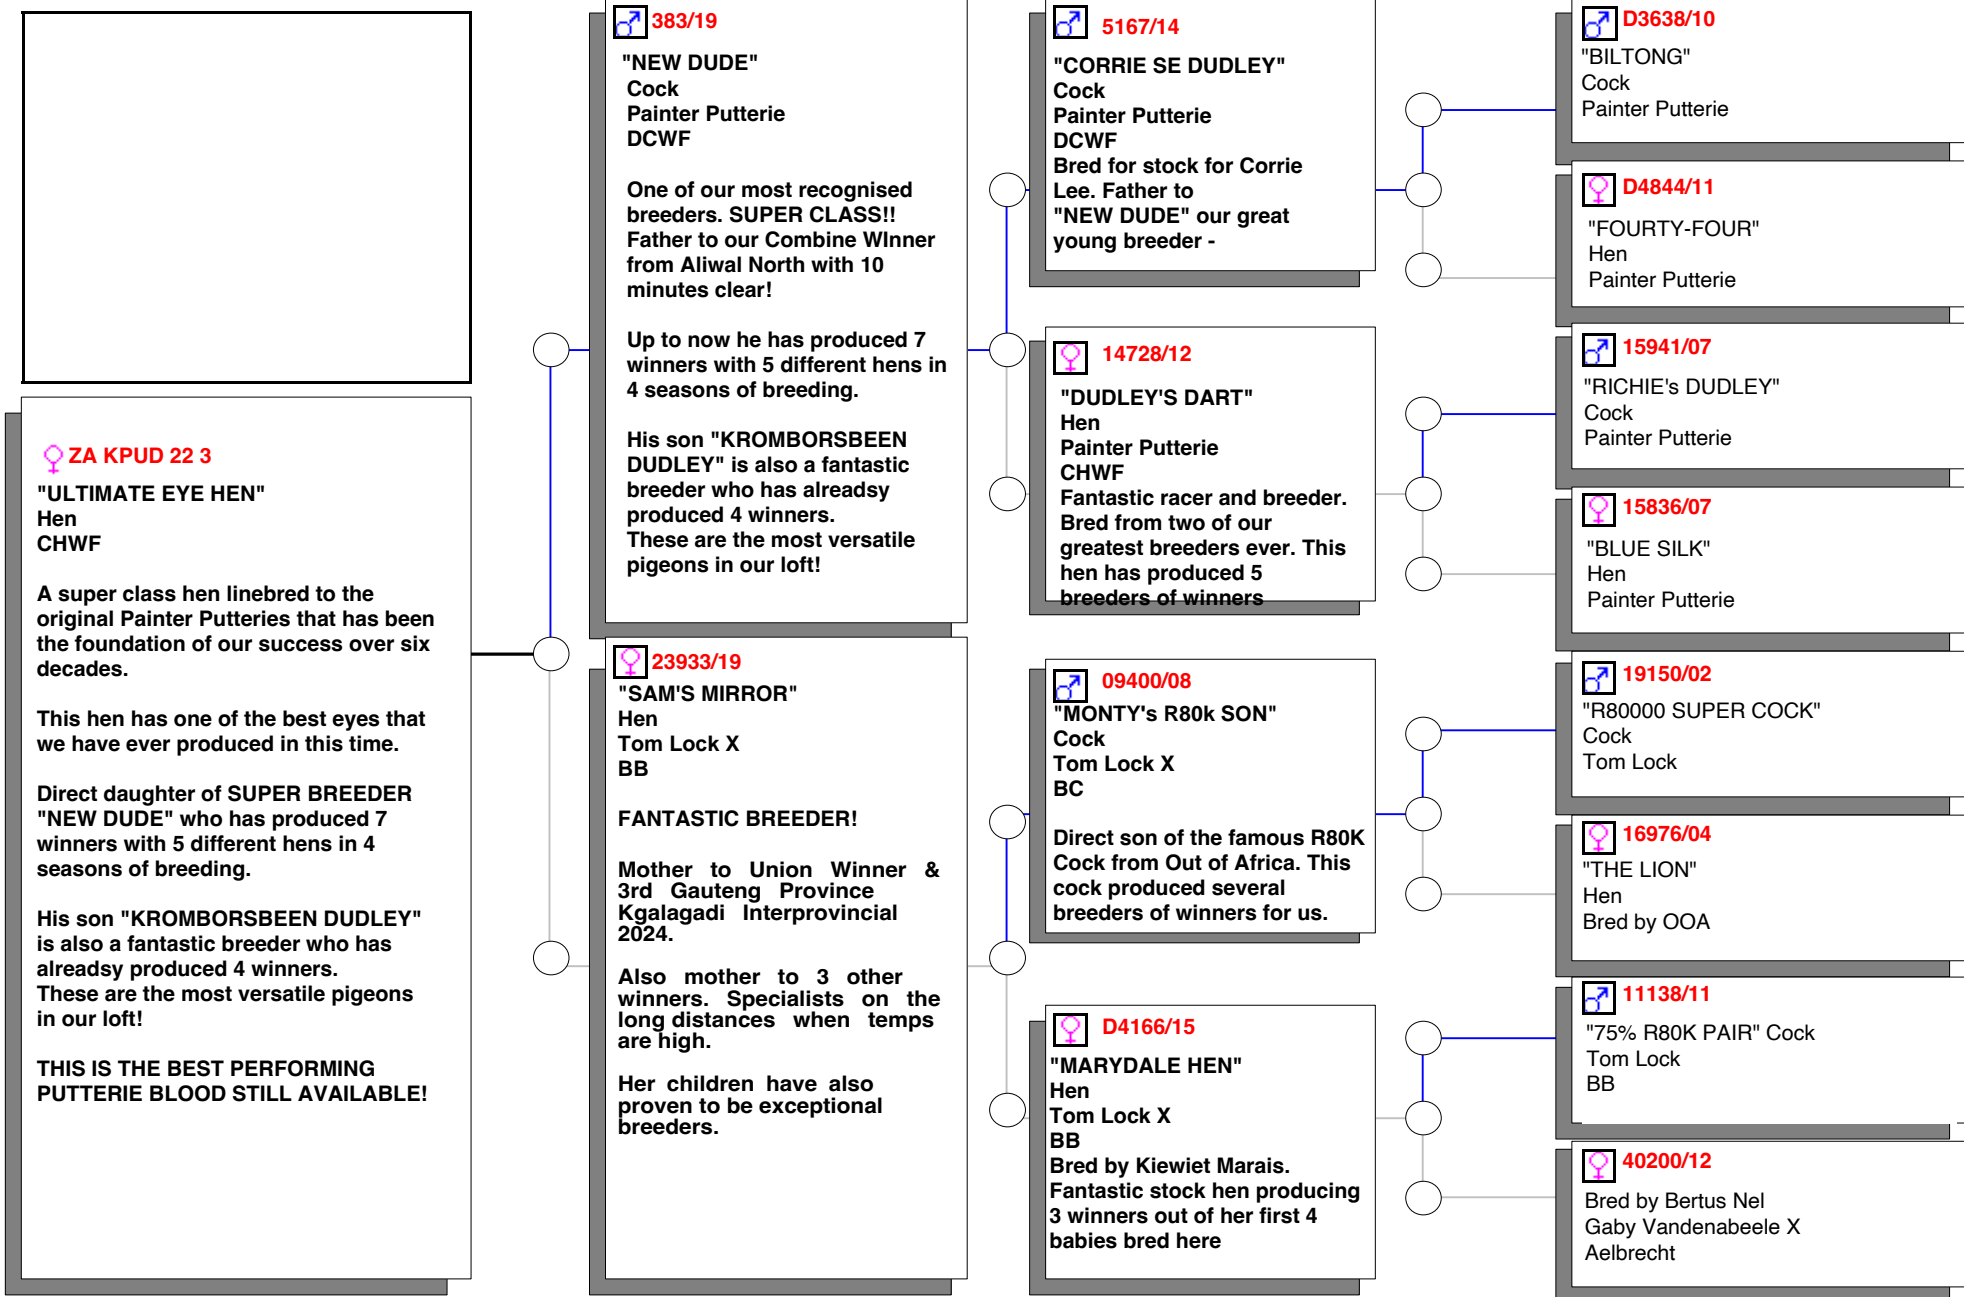 ZA KPUD 22 3
"ULTIMATE EYE HEN"
Hen
CHWF
A super class hen linebred to the
original Painter Putteries that has been
the foundation of our success over six
decades.
This hen has one of the best eyes that
we have ever produced in this time.
Direct daughter of SUPER BREEDER
"NEW DUDE" who has produced 7
winners with 5 different hens in 4
seasons of breeding.
His son "KROMBORSBEEN DUDLEY"
is also a fantastic breeder who has
alreadsy produced 4 winners.
These are the most versatile pigeons
in our loft!
THIS IS THE BEST PERFORMING
PUTTERIE BLOOD STILL AVAILABLE!
383/19
"NEW DUDE"
Cock
Painter Putterie
DCWF
One of our most recognised
breeders. SUPER CLASS!!
Father to our Combine WInner
from Aliwal North with 10
minutes clear!
Up to now he has produced 7
winners with 5 different hens in
4 seasons of breeding.
His son "KROMBORSBEEN
DUDLEY" is also a fantastic
breeder who has alreadsy
produced 4 winners.
These are the most versatile
pigeons in our loft!
23933/19
"SAM'S MIRROR"
Hen
Tom Lock X
BB
FANTASTIC BREEDER!
Mother to Union Winner &
3rd Gauteng Province
Kgalagadi Interprovincial
2024.
Also mother to 3 other
winners. Specialists on the
long distances when temps
are high.
Her children have also
proven to be exceptional
breeders.
5167/14
"CORRIE SE DUDLEY"
Cock
Painter Putterie
DCWF
Bred for stock for Corrie
Lee. Father to
"NEW DUDE" our great
young breeder -
14728/12
"DUDLEY'S DART"
Hen
Painter Putterie
CHWF
Fantastic racer and breeder.
Bred from two of our
greatest breeders ever. This
hen has produced 5
breeders of winners
09400/08
"MONTY's R80k SON"
Cock
Tom Lock X
BC
Direct son of the famous R80K
Cock from Out of Africa. This
cock produced several
breeders of winners for us.
D4166/15
"MARYDALE HEN"
Hen
Tom Lock X
BB
Bred by Kiewiet Marais.
Fantastic stock hen producing
3 winners out of her first 4
babies bred here
D3638/10
"BILTONG"
Cock
Painter Putterie
D4844/11
"FOURTY-FOUR"
Hen
Painter Putterie
15941/07
"RICHIE's DUDLEY"
Cock
Painter Putterie
15836/07
"BLUE SILK"
Hen
Painter Putterie
19150/02
"R80000 SUPER COCK"
Cock
Tom Lock
16976/04
"THE LION"
Hen
Bred by OOA
11138/11
"75% R80K PAIR" Cock
Tom Lock
BB
40200/12
Bred by Bertus Nel
Gaby Vandenabeele X
Aelbrecht